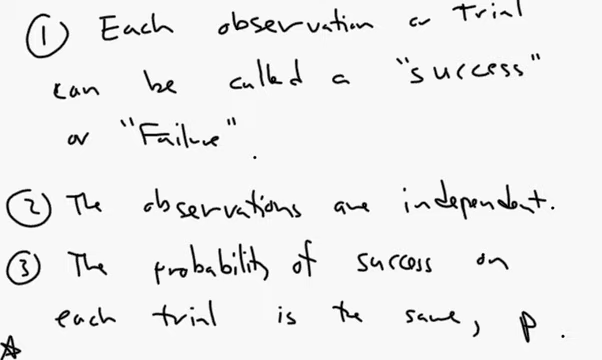 ① Each observation or trial
can be called a "success"
or "Failure".
② The observations are independent.
③ The probability of success on
each trial is the same, p.